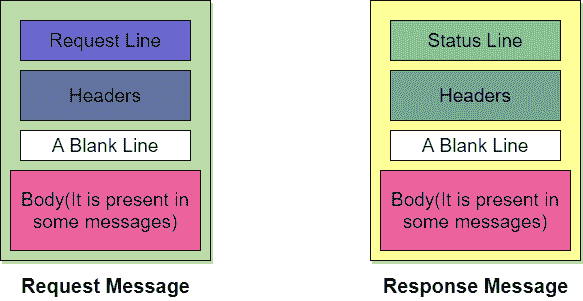 Request Line
Headers
A Blank Line
Body(It is present in
some messages)
Request Message
Status Line
Headers
A Blank Line
Body(It is present in
some messages)
Response Message